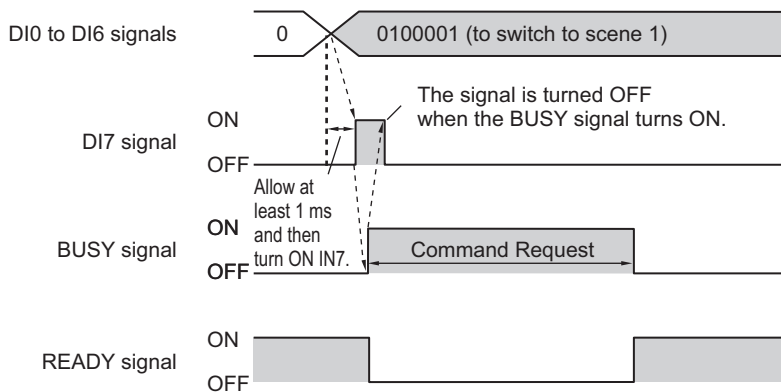 DI0 to DI6 signals
0
0100001 (to switch to scene 1)
The signal is turned OFF
when the BUSY signal turns ON.
DI7 signal
ON
OFF
Allow at
least 1 ms
and then
turn ON IN7.
BUSY signal
ON
OFF
Command Request
READY signal
ON
OFF